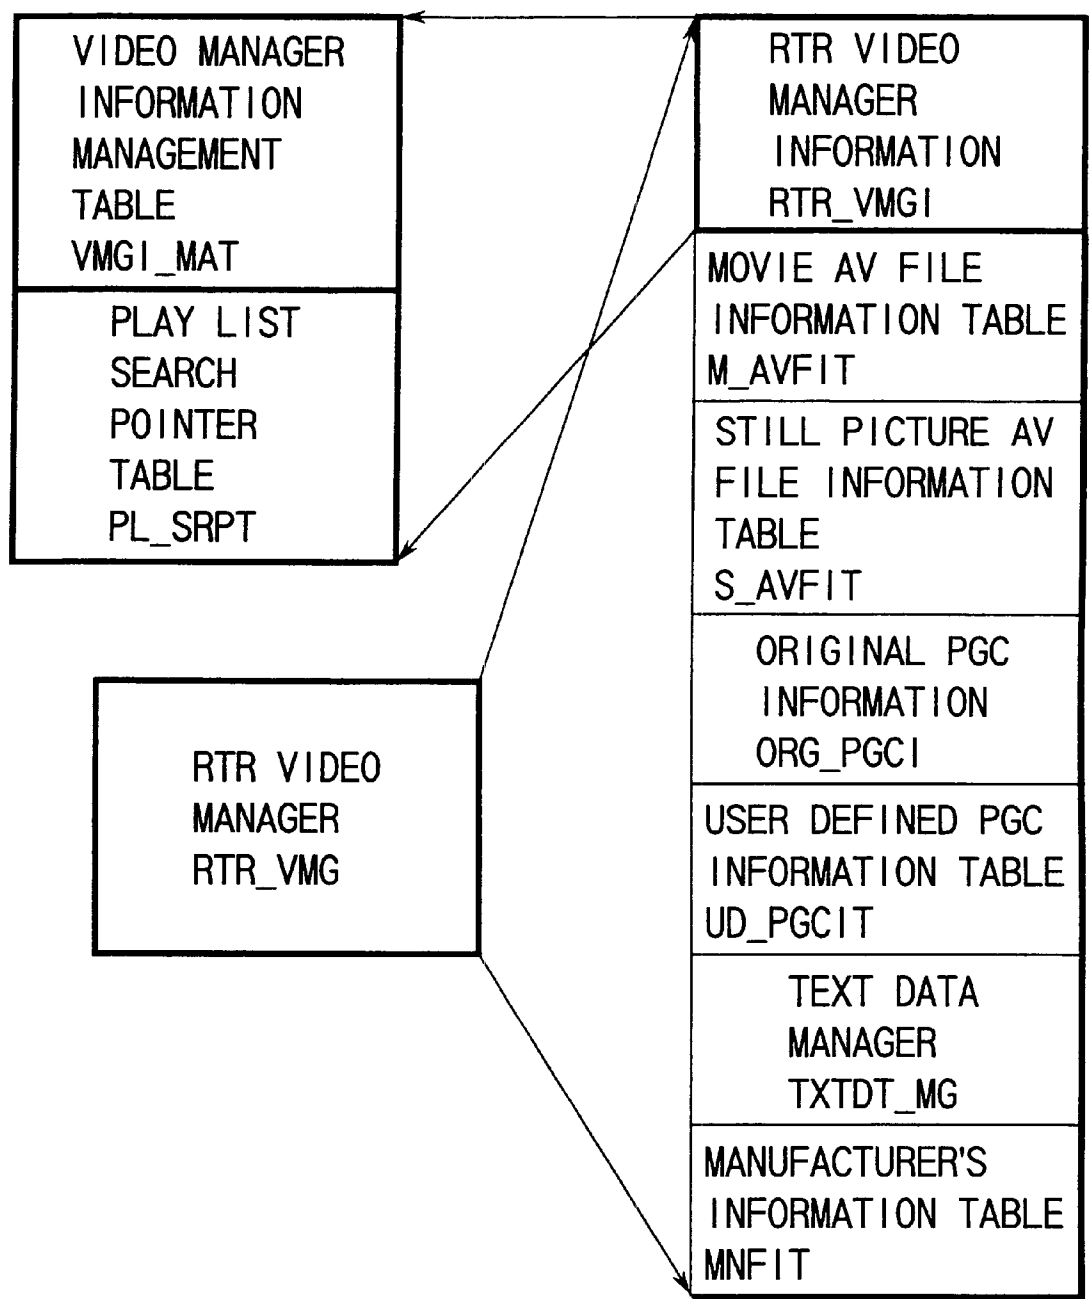 VIDEO MANAGER
INFORMATION
MANAGEMENT
TABLE
VMGI_MAT
PLAY LIST
SEARCH
POINTER
TABLE
PL_SRPT
RTR VIDEO
MANAGER
RTR_VMG
RTR VIDEO
MANAGER
INFORMATION
RTR_VMGI
MOVIE AV FILE
INFORMATION TABLE
M_AVFIT
STILL PICTURE AV
FILE INFORMATION
TABLE
S_AVFIT
ORIGINAL PGC
INFORMATION
ORG_PGCI
USER DEFINED PGC
INFORMATION TABLE
UD_PGCIT
TEXT DATA
MANAGER
TXTDT_MG
MANUFACTURER'S
INFORMATION TABLE
MNFIT